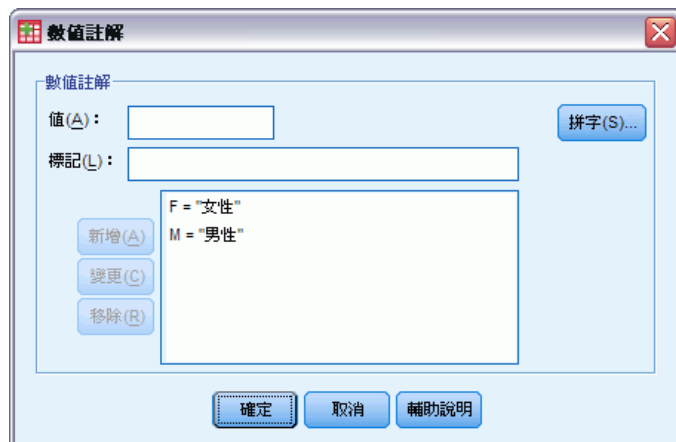 數值註解
數值註解
值(A)：
拼字(S)...
標記(L)：
F = "女性"
M = "男性"
新增(A)
變更(C)
移除(R)
確定
取消
輔助說明